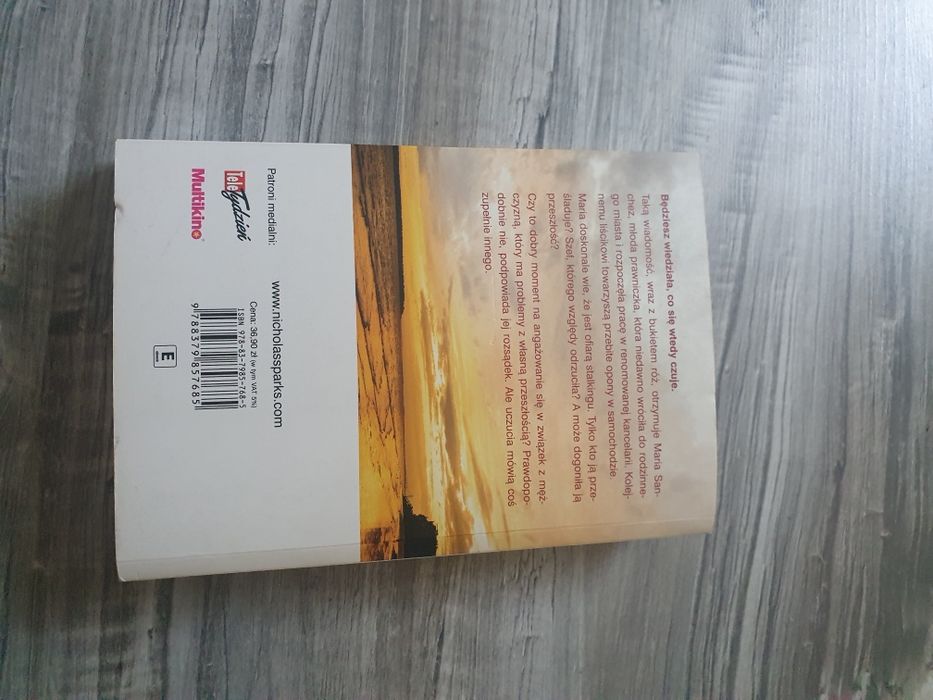 Będziesz wiedziała, co się wtedy czuje.
Taką wiadomość, wraz z bukietem róż, otrzymuje Maria San-
chez, młoda prawniczka, która niedawno wróciła do rodzinne-
go miasta i rozpoczęła pracę w renomowanej kancelarii. Kolej-
nemu liścikowi towarzyszą przebite opony w samochodzie
Maria doskonale wie, że jest ofiarą stalkingu. Tylko kto ją prze-
śladuje? Szef, którego względy odrzuciła? A może dogoniła ją
przeszłość?
Czy to dobry moment na angażowanie się w związek z męż-
czyzną, który ma problemy z własną przeszłością? Prawdopo-
dobnie nie, podpowiada jej rozsądek. Ale uczucia mówią coś
zupełnie innego.
Patroni medialni:
TeleTydzień
Multikino
www.nicholassparks.com
Cena: 36,90 zł (w tym VAT 5%)
ISBN 978-83-7985-768-5
9788379857685
E